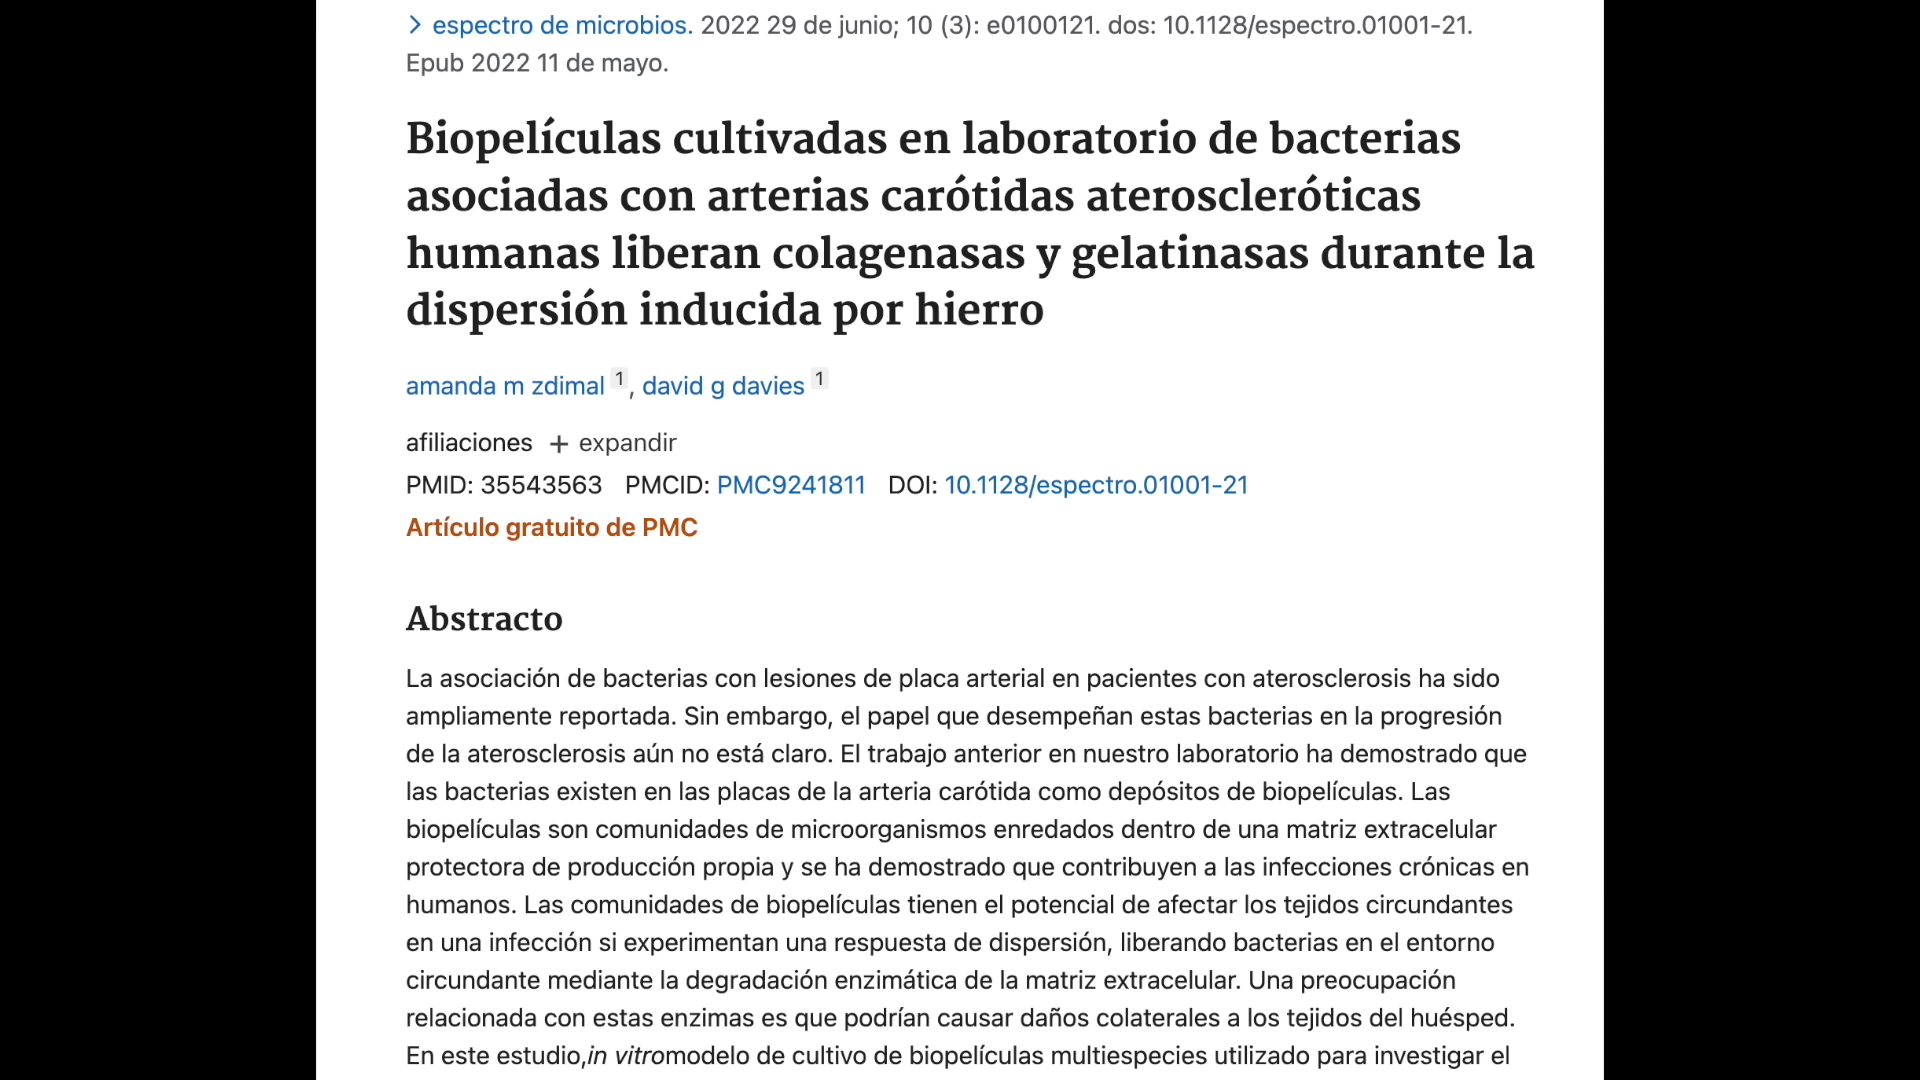 > espectro de microbios. 2022 29 de junio; 10 (3): e0100121. dos: 10.1128/espectro.01001-21.
Epub 2022 11 de mayo.
Biopelículas cultivadas en laboratorio de bacterias
asociadas con arterias carótidas ateroscleróticas
humanas liberan colagenasas y gelatinasas durante la
dispersión inducida por hierro
amanda m zdimal 1, david g davies 1
afiliaciones + expandir
PMID: 35543563 PMCID: PMC9241811 DOI: 10.1128/espectro.01001-21
Artículo gratuito de PMC
Abstracto
La asociación de bacterias con lesiones de placa arterial en pacientes con aterosclerosis ha sido
ampliamente reportada. Sin embargo, el papel que desempeñan estas bacterias en la progresión
de la aterosclerosis aún no está claro. El trabajo anterior en nuestro laboratorio ha demostrado que
las bacterias existen en las placas de la arteria carótida como depósitos de biopelículas. Las
biopelículas son comunidades de microorganismos enredados dentro de una matriz extracelular
protectora de producción propia y se ha demostrado que contribuyen a las infecciones crónicas en
humanos. Las comunidades de biopelículas tienen el potencial de afectar los tejidos circundantes
en una infección si experimentan una respuesta de dispersión, liberando bacterias en el entorno
circundante mediante la degradación enzimática de la matriz extracelular. Una preocupación
relacionada con estas enzimas es que podrían causar daños colaterales a los tejidos del huésped.
En este estudio,in vitromodelo de cultivo de biopelículas multiespecies utilizado para investigar el